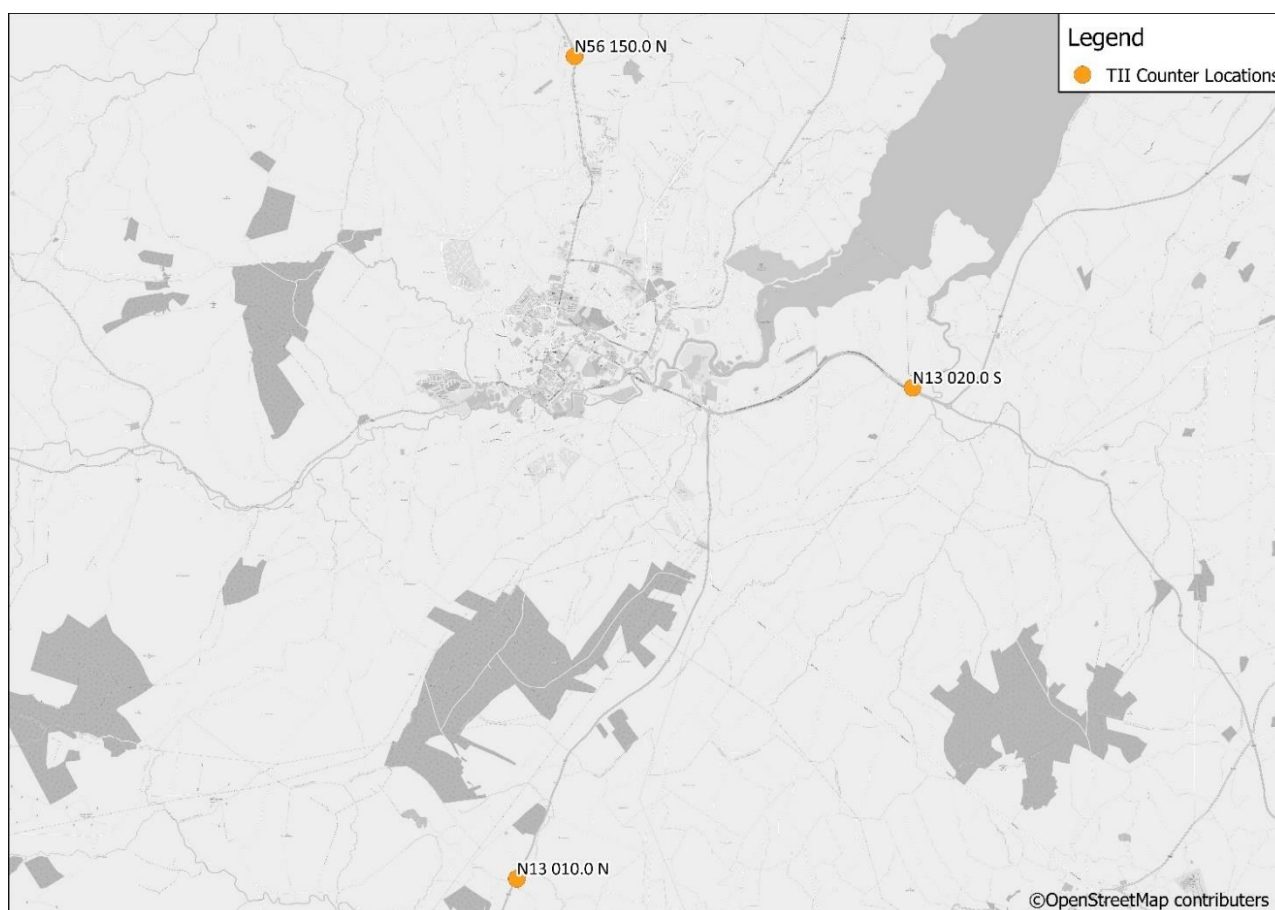 N56 150.0 N
Legend
TII Counter Locations
N13 020.0 S
N13 010.0 N
©OpenStreetMap contributers